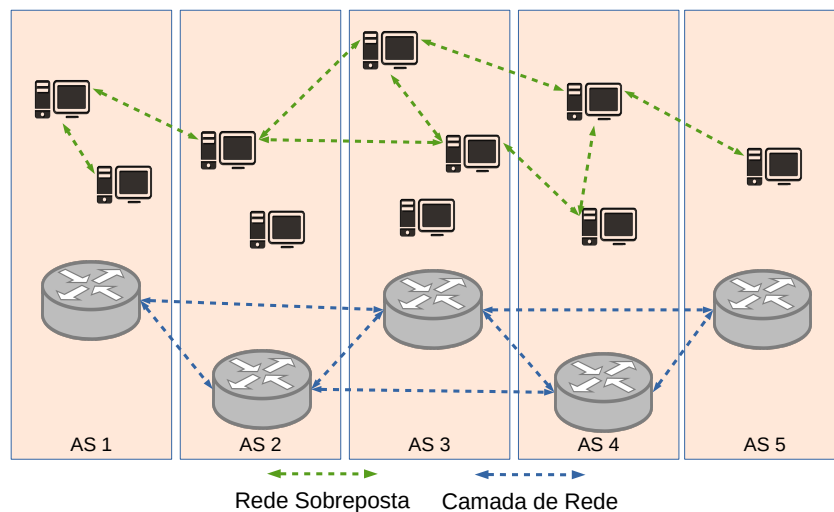 AS 1
AS 2
AS 3
AS 4
AS 5
Rede Sobreposta
Camada de Rede